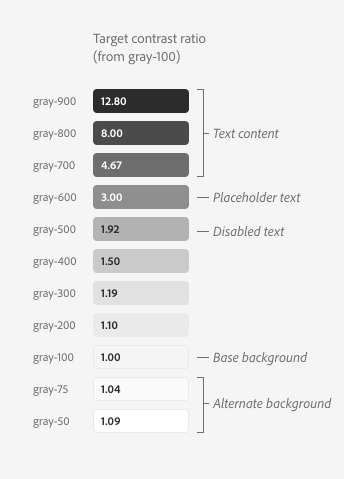 Target contrast ratio
(from gray-100)
gray-900 12.80
gray-800 8.00 Text content
gray-700 4.67
gray-600 3.00 Placeholder text
gray-500 1.92 Disabled text
gray-400 1.50
gray-300 1.19
gray-200 1.10
gray-100 1.00 Base background
gray-75 1.04
Alternate background
gray-50 1.09